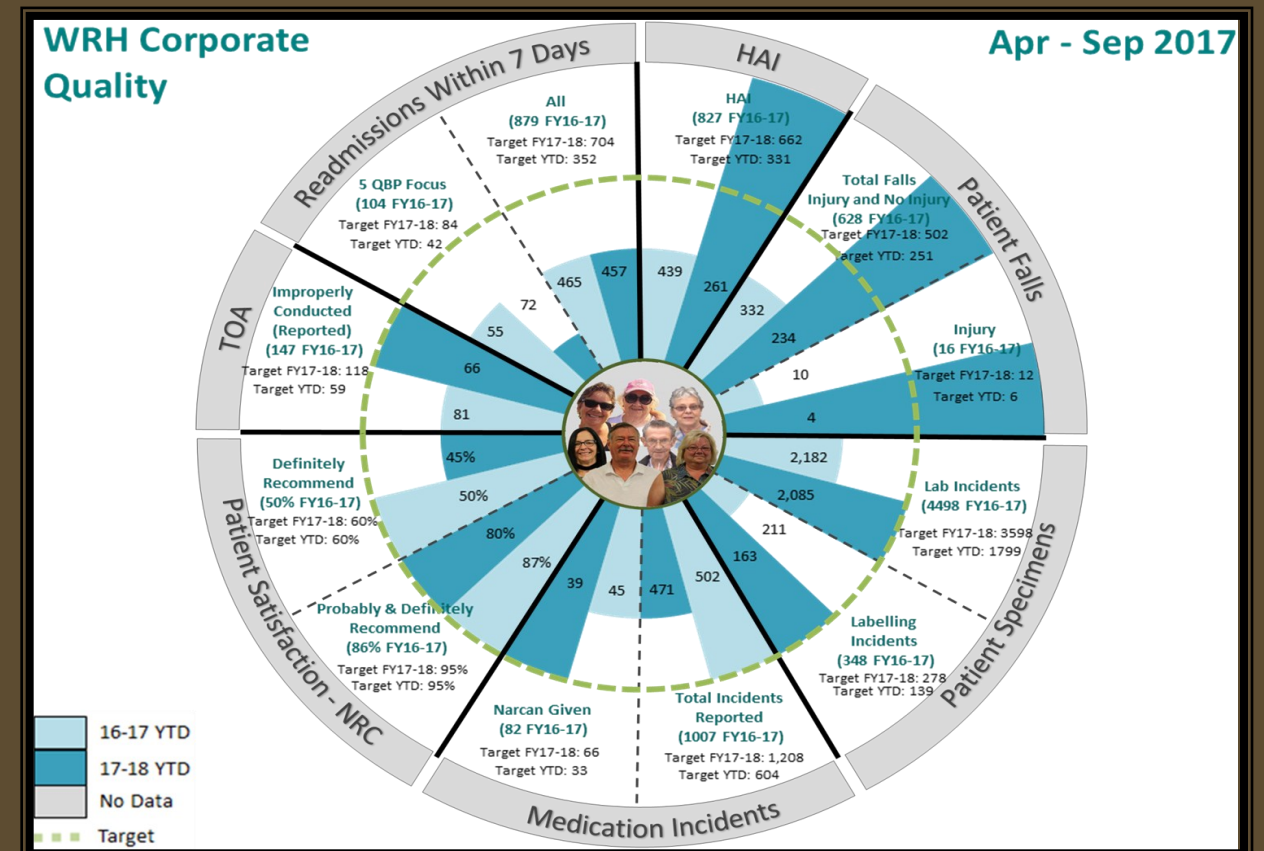 WRH Corporate
Quality
Apr - Sep 2017
Readmissions Within 7 Days
All
(879 FY16-17)
Target FY17-18: 704
Target YTD: 352
5 QBP Focus
(104 FY16-17)
Target FY17-18: 84
Target YTD: 42
55
72
465
457
HAI
HAI
(827 FY16-17)
Target FY17-18: 662
Target YTD: 331
439
261
Patient Falls
Total Falls
Injury and No Injury
(628 FY16-17)
Target FY17-18: 502
Target YTD: 251
332
234
Injury
(16 FY16-17)
Target FY17-18: 12
Target YTD: 6
10
4
Patient Specimens
Lab Incidents
(4498 FY16-17)
Target FY17-18: 3598
Target YTD: 1799
2,182
2,085
Labelling
Incidents
(348 FY16-17)
Target FY17-18: 278
Target YTD: 139
211
163
Medication Incidents
Total Incidents
Reported
(1007 FY16-17)
Target FY17-18: 1,208
Target YTD: 604
502
471
Narcan Given
(82 FY16-17)
Target FY17-18: 66
Target YTD: 33
45
39
Patient Satisfaction - NRC
Probably & Definitely
Recommend
(86% FY16-17)
Target FY17-18: 95%
Target YTD: 95%
87%
80%
Definitely
Recommend
(50% FY16-17)
Target FY17-18: 60%
Target YTD: 60%
50%
45%
TOA
Improperly
Conducted
(Reported)
(147 FY16-17)
Target FY17-18: 118
Target YTD: 59
81
66
16-17 YTD
17-18 YTD
No Data
Target